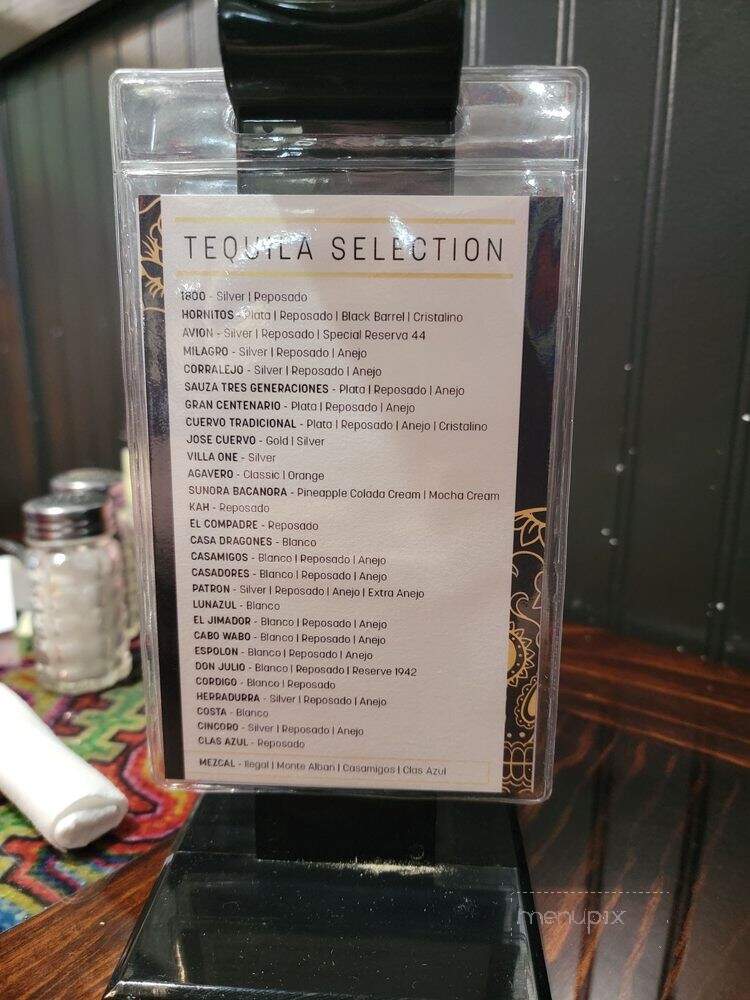 TEQUILA SELECTION
1800 - Silver | Reposado
HORNITOS - Plata | Reposado | Black Barrel | Cristalino
AVION - Silver | Reposado | Special Reserva 44
MILAGRO - Silver | Reposado | Anejo
CORRALEJO - Silver | Reposado | Anejo
SAUZA TRES GENERACIONES - Plata | Reposado | Anejo
GRAN CENTENARIO - Plata | Reposado | Anejo
CUERVO TRADICIONAL - Plata | Reposado | Anejo | Cristalino
JOSE CUERVO - Gold | Silver
VILLA ONE - Silver
AGAVERO - Classic | Orange
SUNORA BACANORA - Pineapple Colada Cream | Mocha Cream
KAH - Reposado
EL COMPADRE - Reposado
CASA DRAGONES - Blanco
CASAMIGOS - Blanco | Reposado | Anejo
CASADORES - Blanco | Reposado | Anejo
PATRON - Silver | Reposado | Anejo | Extra Anejo
LUNAZUL - Blanco
EL JIMADOR - Blanco | Reposado | Anejo
CABO WABO - Blanco | Reposado | Anejo
ESPOLON - Blanco | Reposado | Anejo
DON JULIO - Blanco | Reposado | Reserve 1942
CORDIGO - Blanco | Reposado
HERRADURRA - Silver | Reposado | Anejo
COSTA - Blanco
CINCORO - Silver | Reposado | Anejo
CLAS AZUL - Reposado
MEZCAL - Ilegal | Monte Alban | Casamigos | Clas Azul
menupix